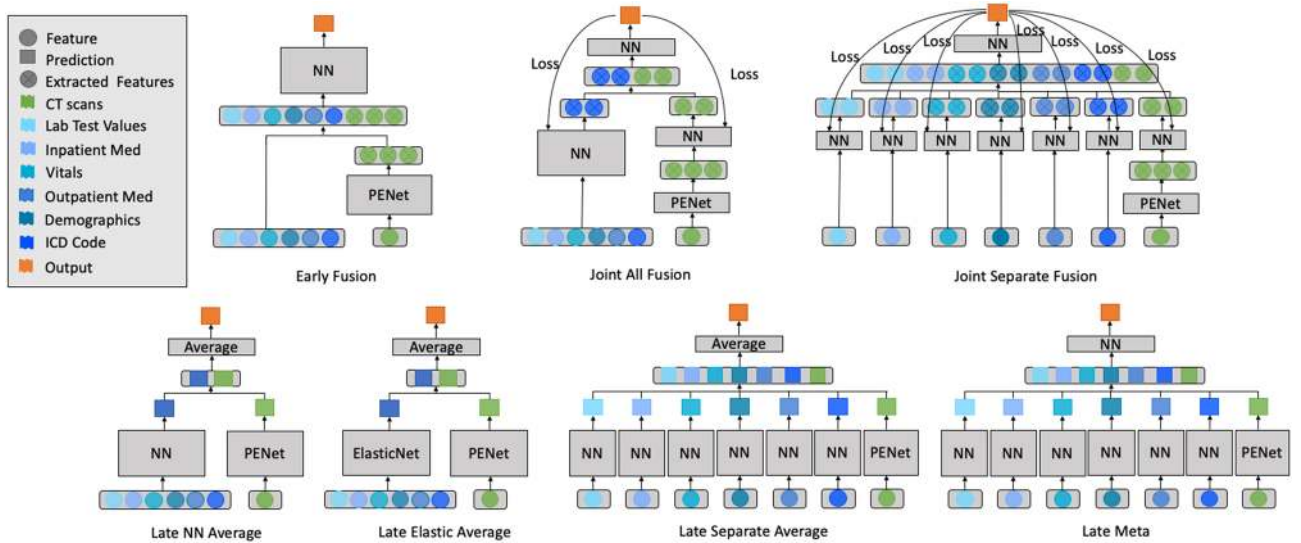 Feature
Prediction
Extracted Features
CT scans
Lab Test Values
Inpatient Med
Vitals
Outpatient Med
Demographics
ICD Code
Output
NN
PENet
Early Fusion
Loss
Loss
NN
NN
NN
PENet
Joint All Fusion
Loss
Loss
Loss
Loss
Loss
Loss
Loss
NN
NN
NN
NN
NN
NN
NN
NN
PENet
Joint Separate Fusion
Average
NN
PENet
Late NN Average
Average
ElasticNet
PENet
Late Elastic Average
Average
NN
NN
NN
NN
NN
NN
PENet
Late Separate Average
NN
NN
NN
NN
NN
NN
NN
PENet
Late Meta